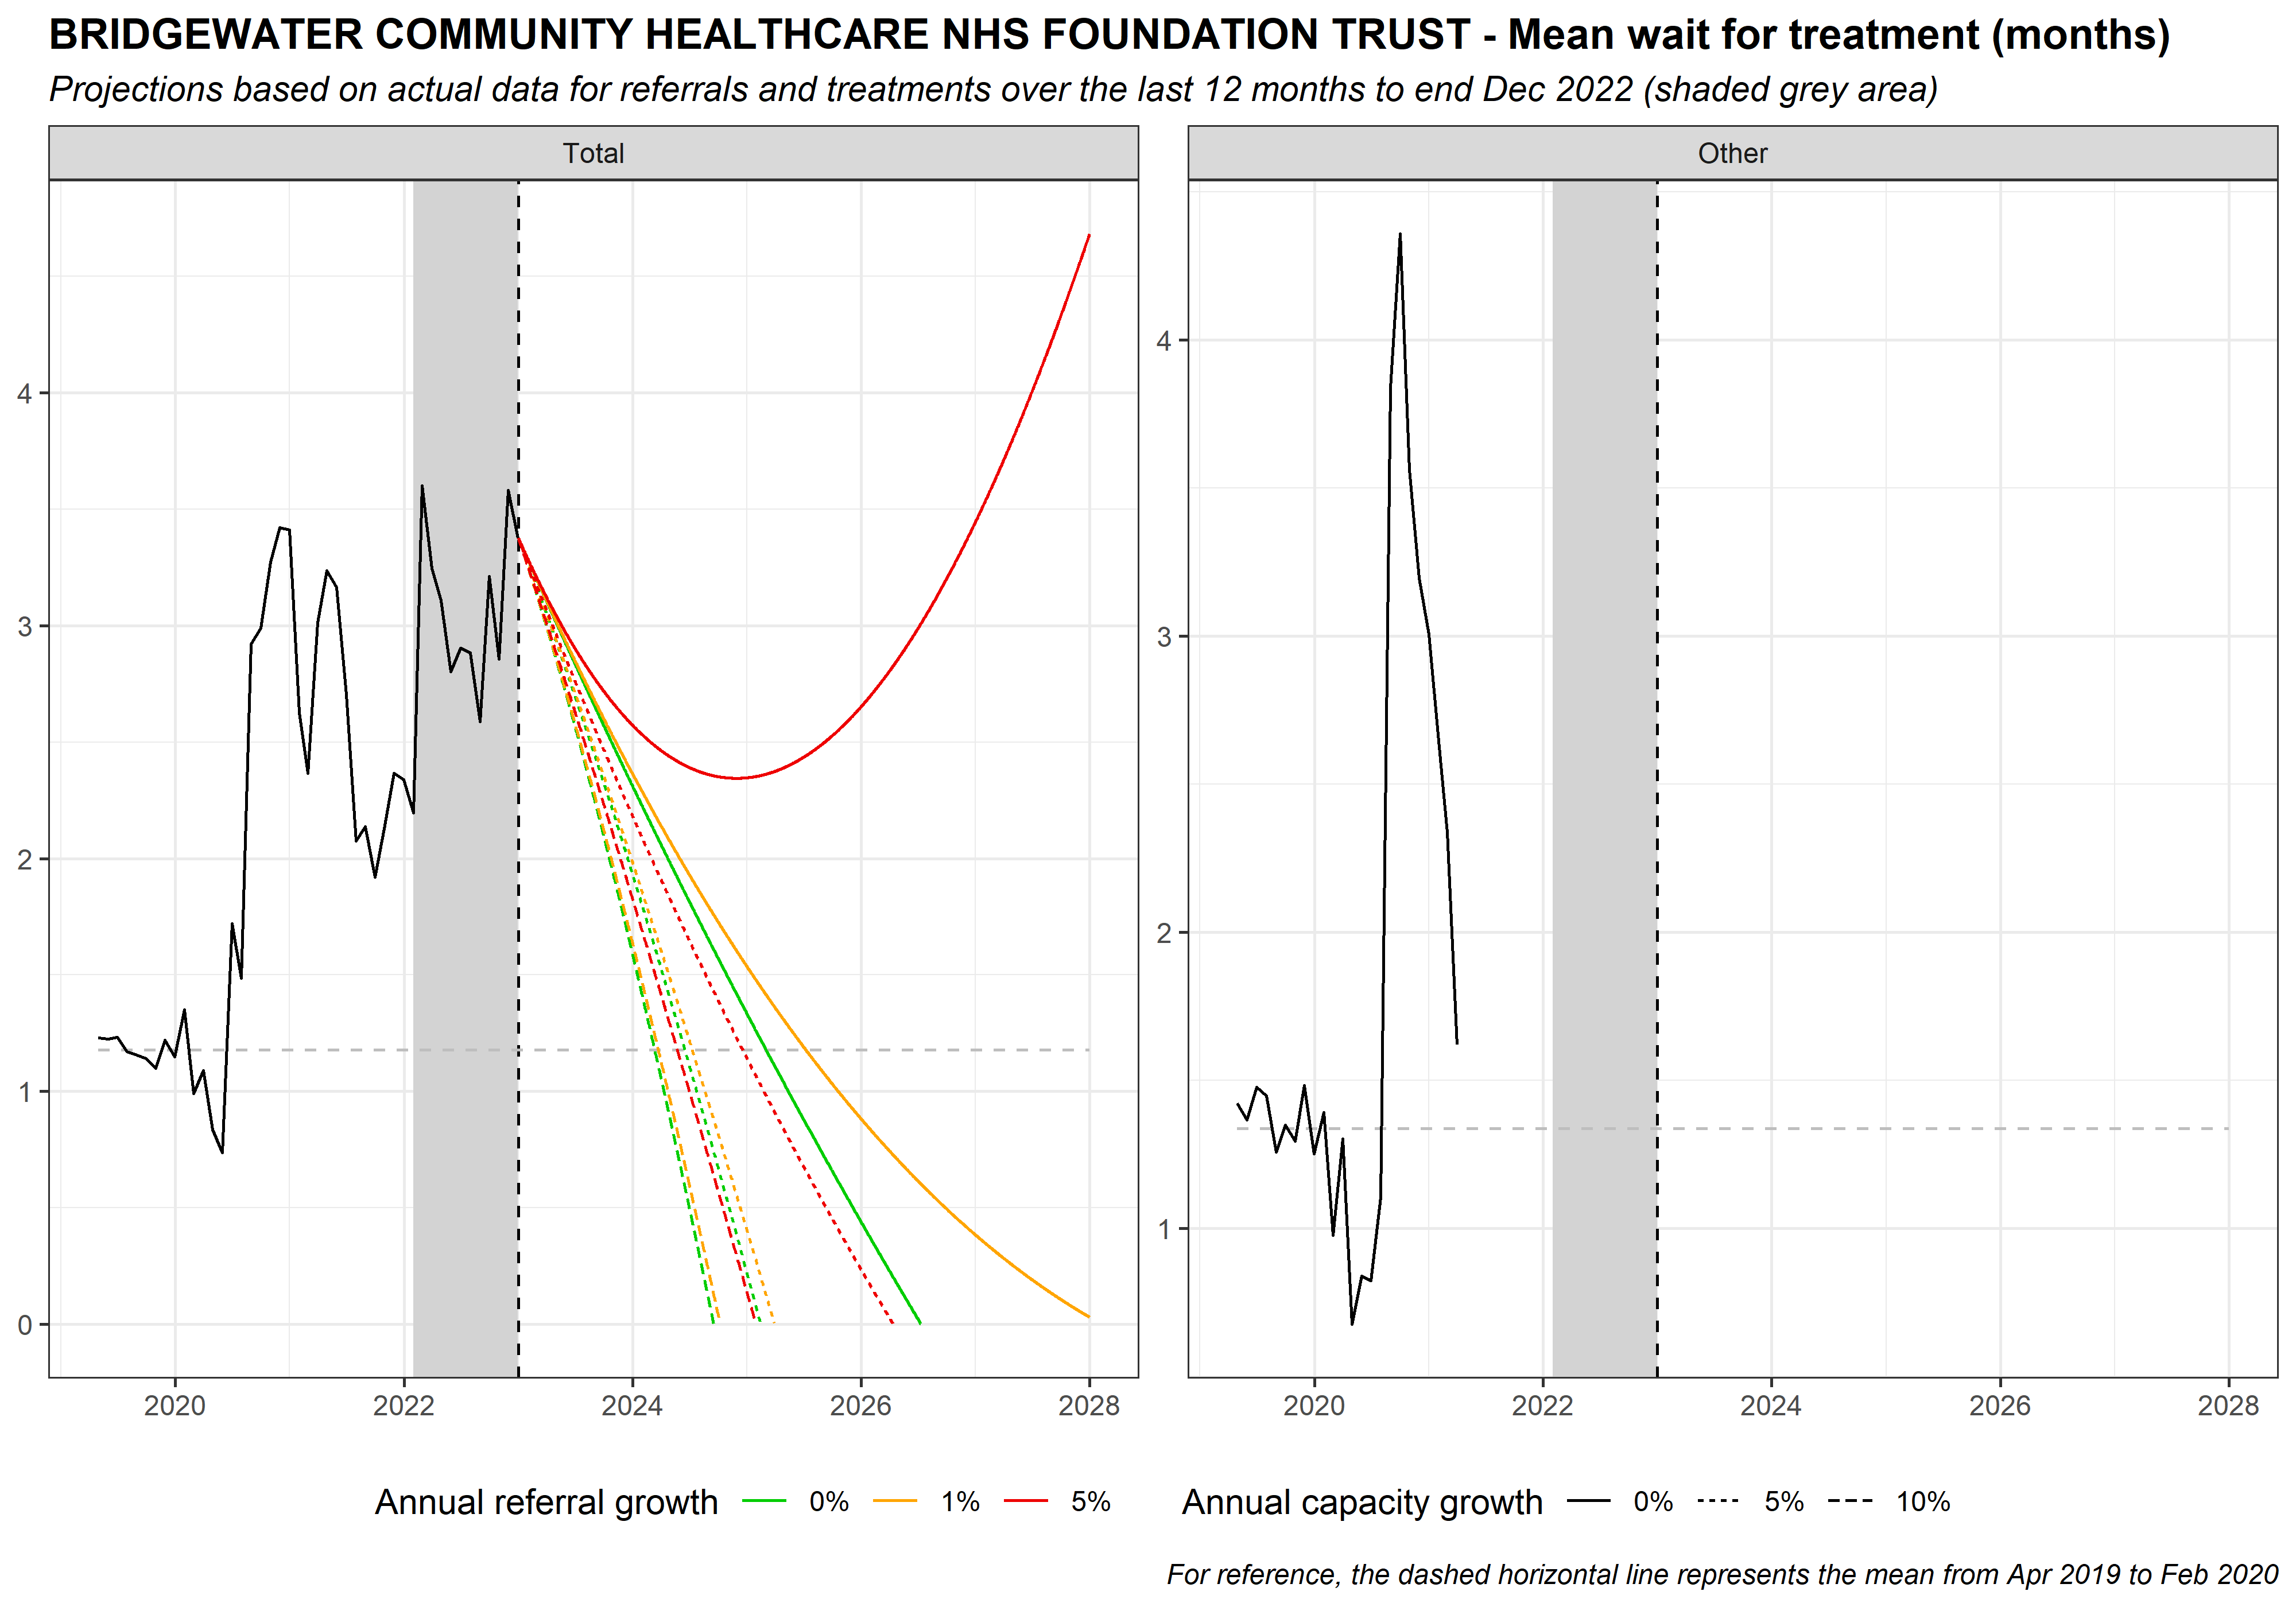 BRIDGEWATER COMMUNITY HEALTHCARE NHS FOUNDATION TRUST - Mean wait for treatment (months)
Projections based on actual data for referrals and treatments over the last 12 months to end Dec 2022 (shaded grey area)
Total
4
3
2
1
0
2020 2022 2024 2026 2028
Other
4
3
2
1
2020 2022 2024 2026 2028
Annual referral growth 0% 1% 5%
Annual capacity growth 0% 5% 10%
For reference, the dashed horizontal line represents the mean from Apr 2019 to Feb 2020